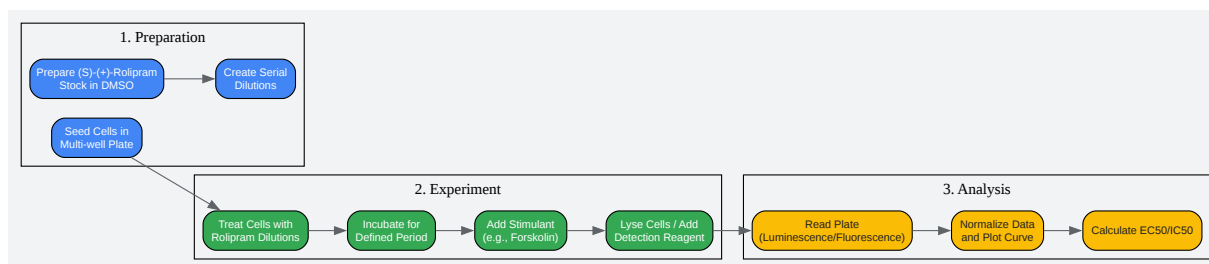 1. Preparation
Prepare (S)-(+)-Rolipram
Stock in DMSO
Create Serial
Dilutions
Seed Cells in
Multi-well Plate
2. Experiment
Treat Cells with
Rolipram Dilutions
Incubate for
Defined Period
Add Stimulant
(e.g., Forskolin)
Lyse Cells / Add
Detection Reagent
3. Analysis
Read Plate
(Luminescence/Fluorescence)
Normalize Data
and Plot Curve
Calculate EC50/IC50